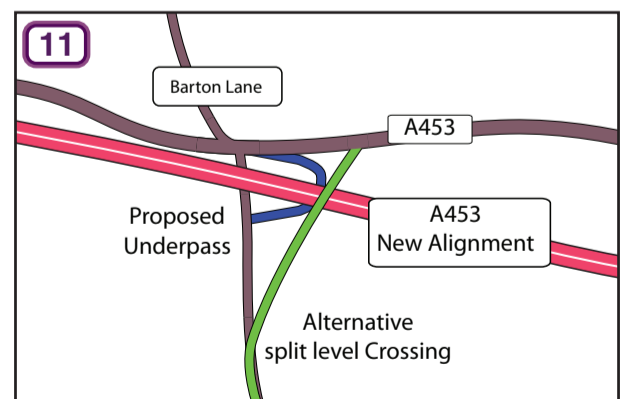 11
Barton Lane
A453
Proposed
Underpass
A453
New Alignment
Alternative
split level Crossing